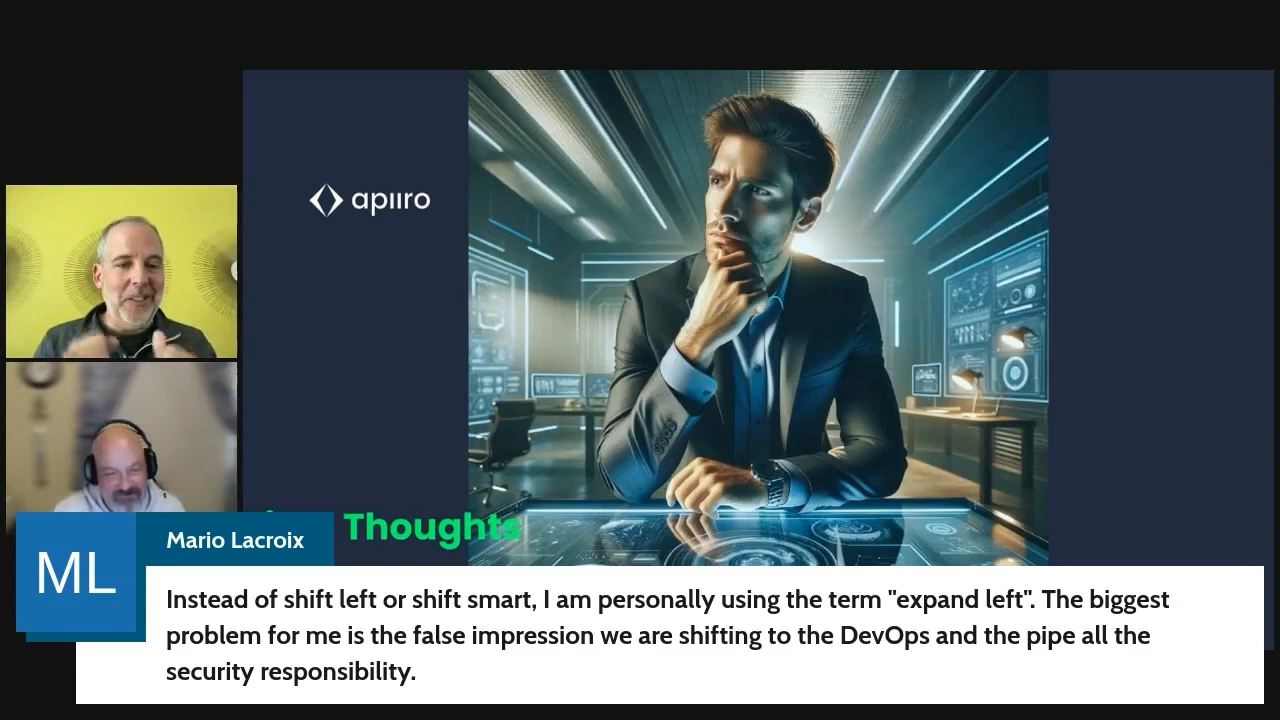 apiiro
Thoughts
ML
Mario Lacroix
Instead of shift left or shift smart, I am personally using the term "expand left". The biggest
problem for me is the false impression we are shifting to the DevOps and the pipe all the
security responsibility.